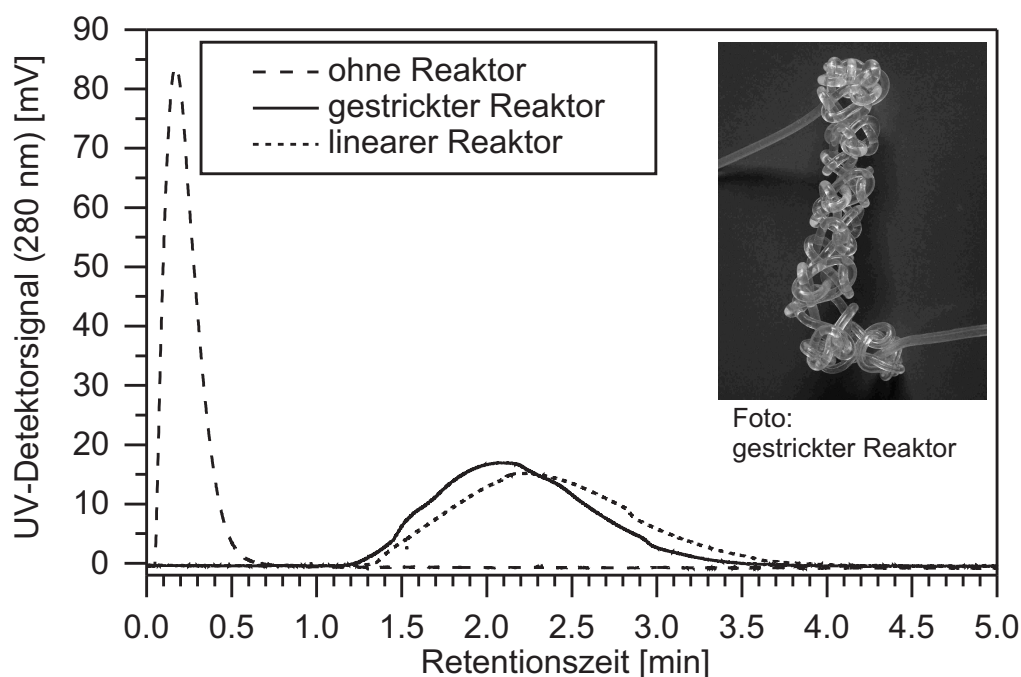 UV-Detektorsignal (280 nm) [mV]
90
80
70
60
50
40
30
20
10
0
ohne Reaktor
gestrickter Reaktor
linearer Reaktor
Foto:
gestrickter Reaktor
0.0 0.5 1.0 1.5 2.0 2.5 3.0 3.5 4.0 4.5 5.0
Retentionszeit [min]